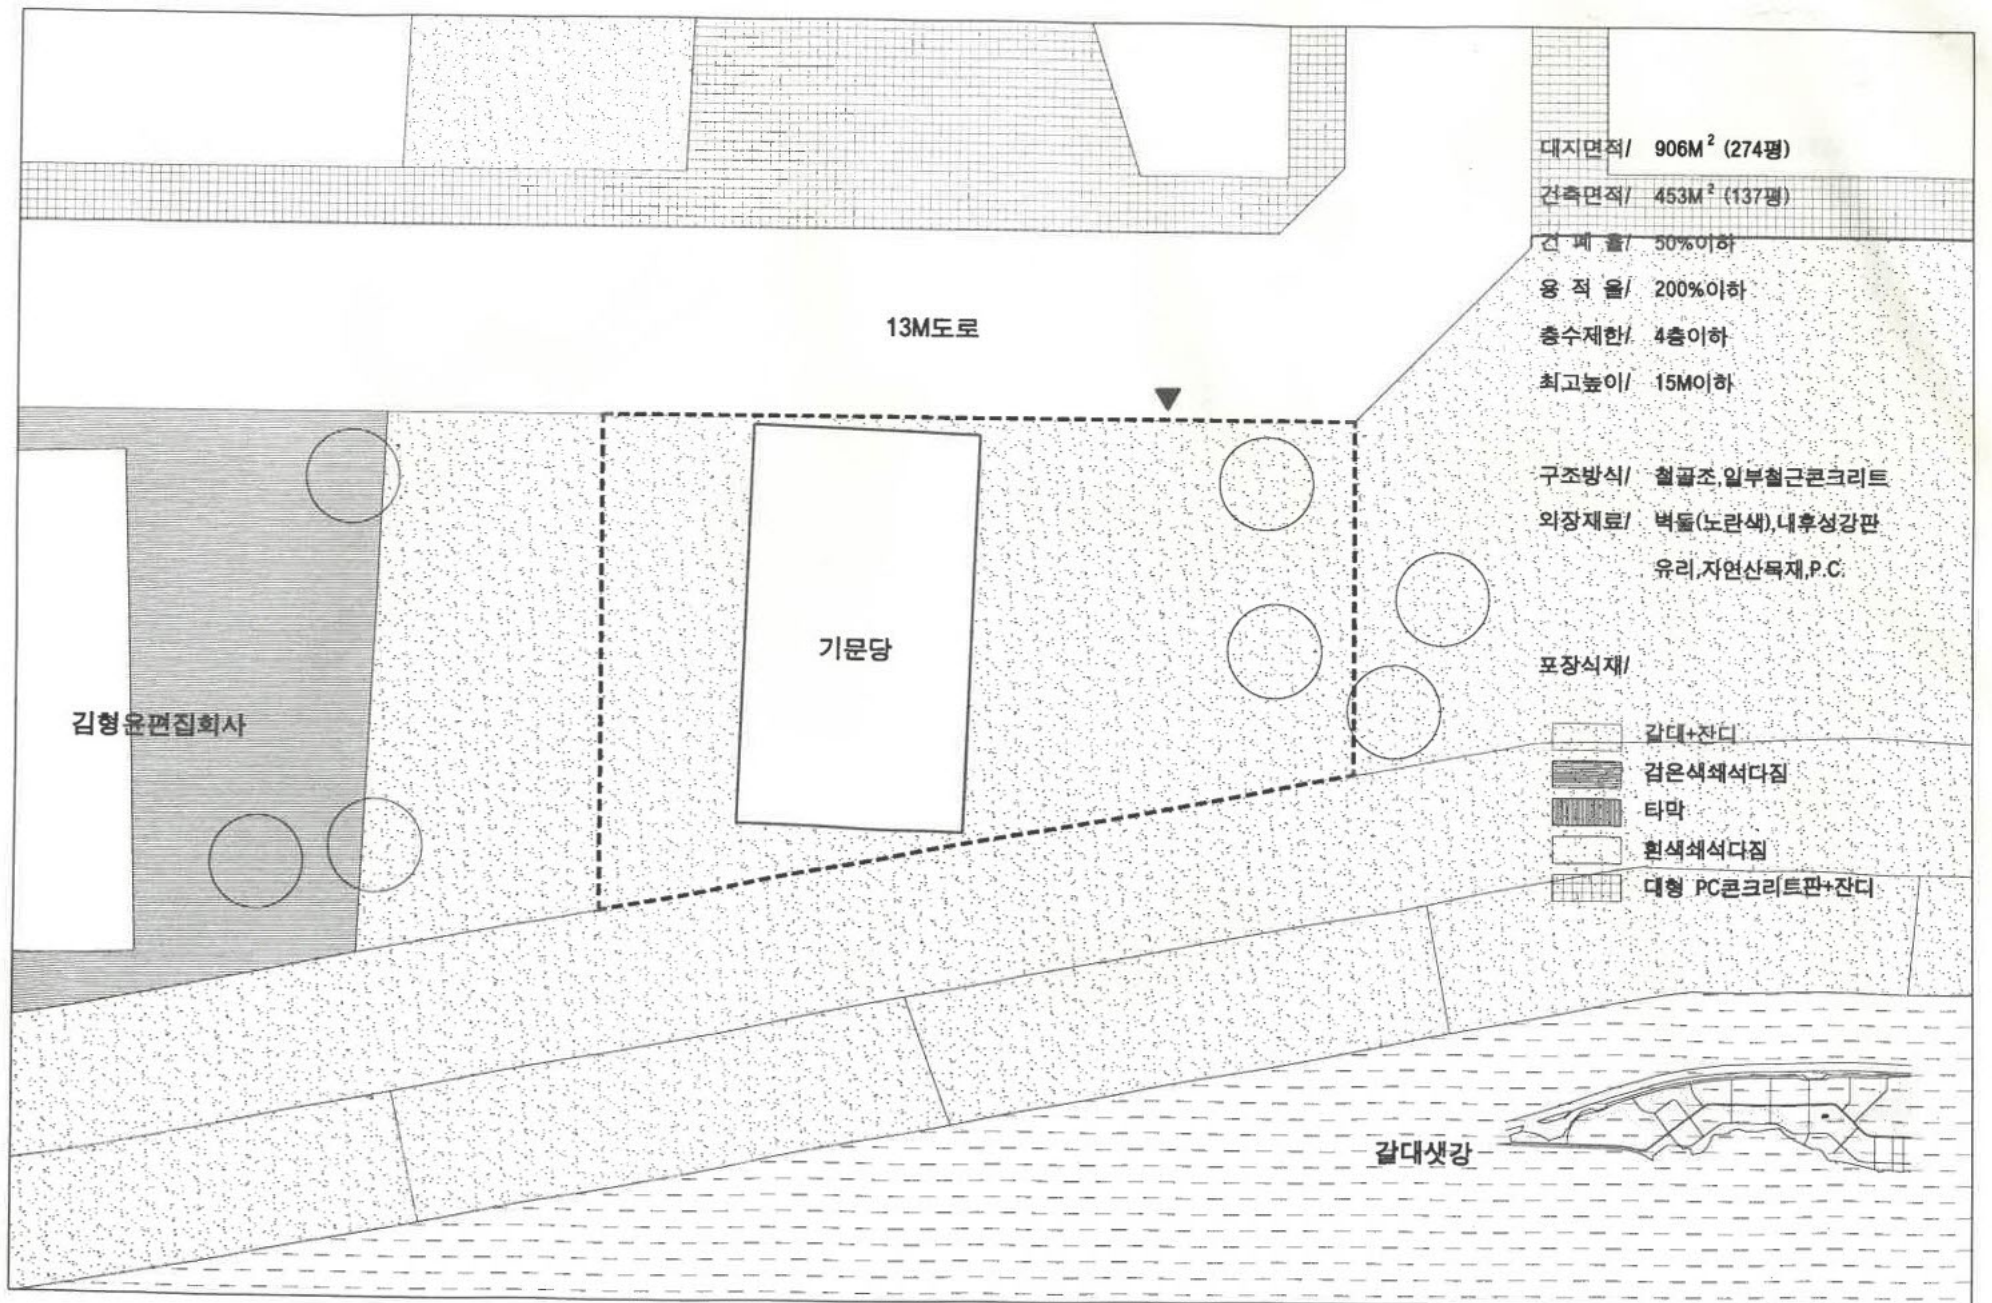 대지면적/ 906M² (274평)
건축면적/ 453M² (137평)
건 폐 율/ 50%이하
용 적 율/ 200%이하
층수제한/ 4층이하
최고높이/ 15M이하
13M도로
구조방식/ 철골조,일부철근콘크리트
외장재료/ 벽돌(노란색),내후성강판
유리,자연산목재,P.C.
기문당
포장식재/
김형윤편집회사
갈대+잔디
검은색쇄석다짐
타막
흰색쇄석다짐
대형 PC콘크리트판+잔디
갈대샛강